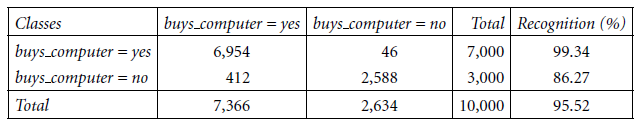 Classes buys_computer = yes buys_computer = no Total Recognition (%)
buys_computer = yes 6,954 46 7,000 99.34
buys_computer = no 412 2,588 3,000 86.27
Total 7,366 2,634 10,000 95.52